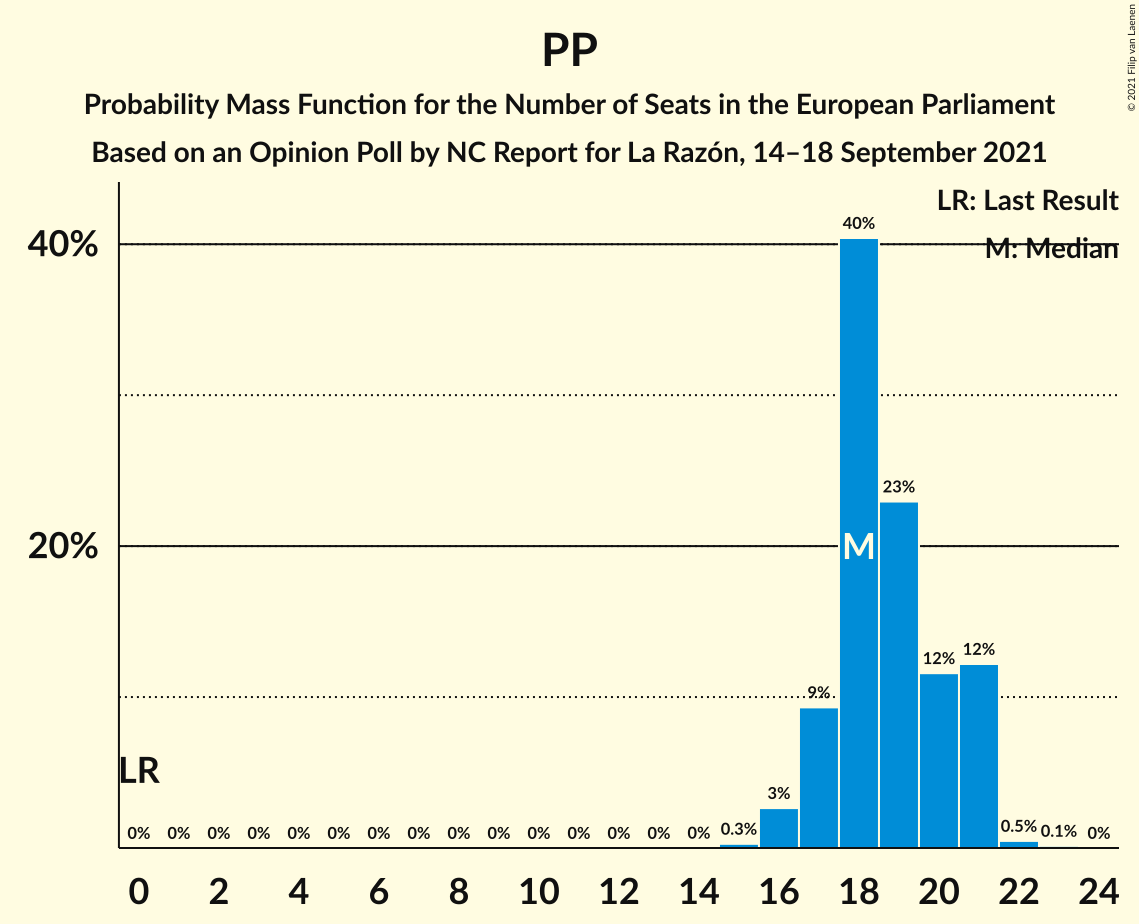 PP
Probability Mass Function for the Number of Seats in the European Parliament
Based on an Opinion Poll by NC Report for La Razón, 14–18 September 2021
© 2021 Filip van Laenen
LR: Last Result
M: Median
40%
20%
40%
23%
M
12%
12%
9%
LR
3%
0% 0% 0% 0% 0% 0% 0% 0% 0% 0% 0% 0% 0% 0% 0% 0.3% 0.5% 0.1% 0%
0 2 4 6 8 10 12 14 16 18 20 22 24